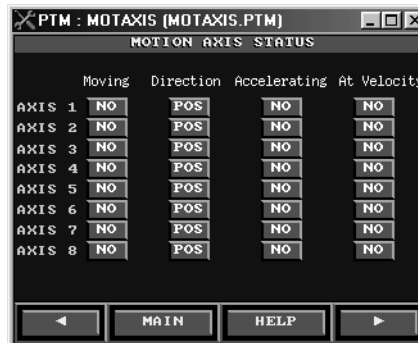 PTM : MOTAXIS (MOTAXIS.PTM)
MOTION AXIS STATUS
Moving Direction Accelerating At Velocity
AXIS 1 NO POS NO NO
AXIS 2 NO POS NO NO
AXIS 3 NO POS NO NO
AXIS 4 NO POS NO NO
AXIS 5 NO POS NO NO
AXIS 6 NO POS NO NO
AXIS 7 NO POS NO NO
AXIS 8 NO POS NO NO
MAIN HELP